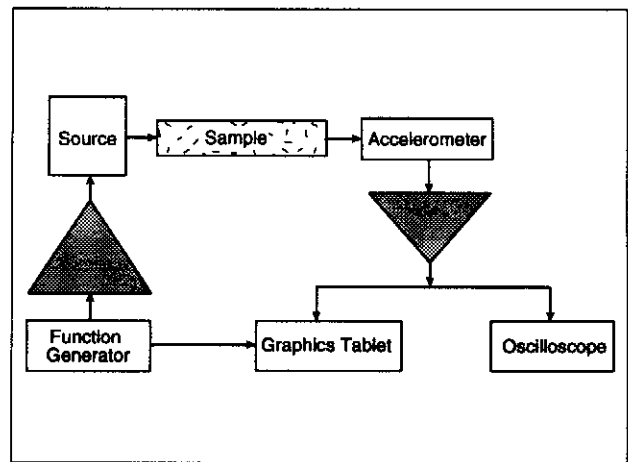 Source
Sample
Accelerometer
Function
Generator
Graphics Tablet
Oscilloscope